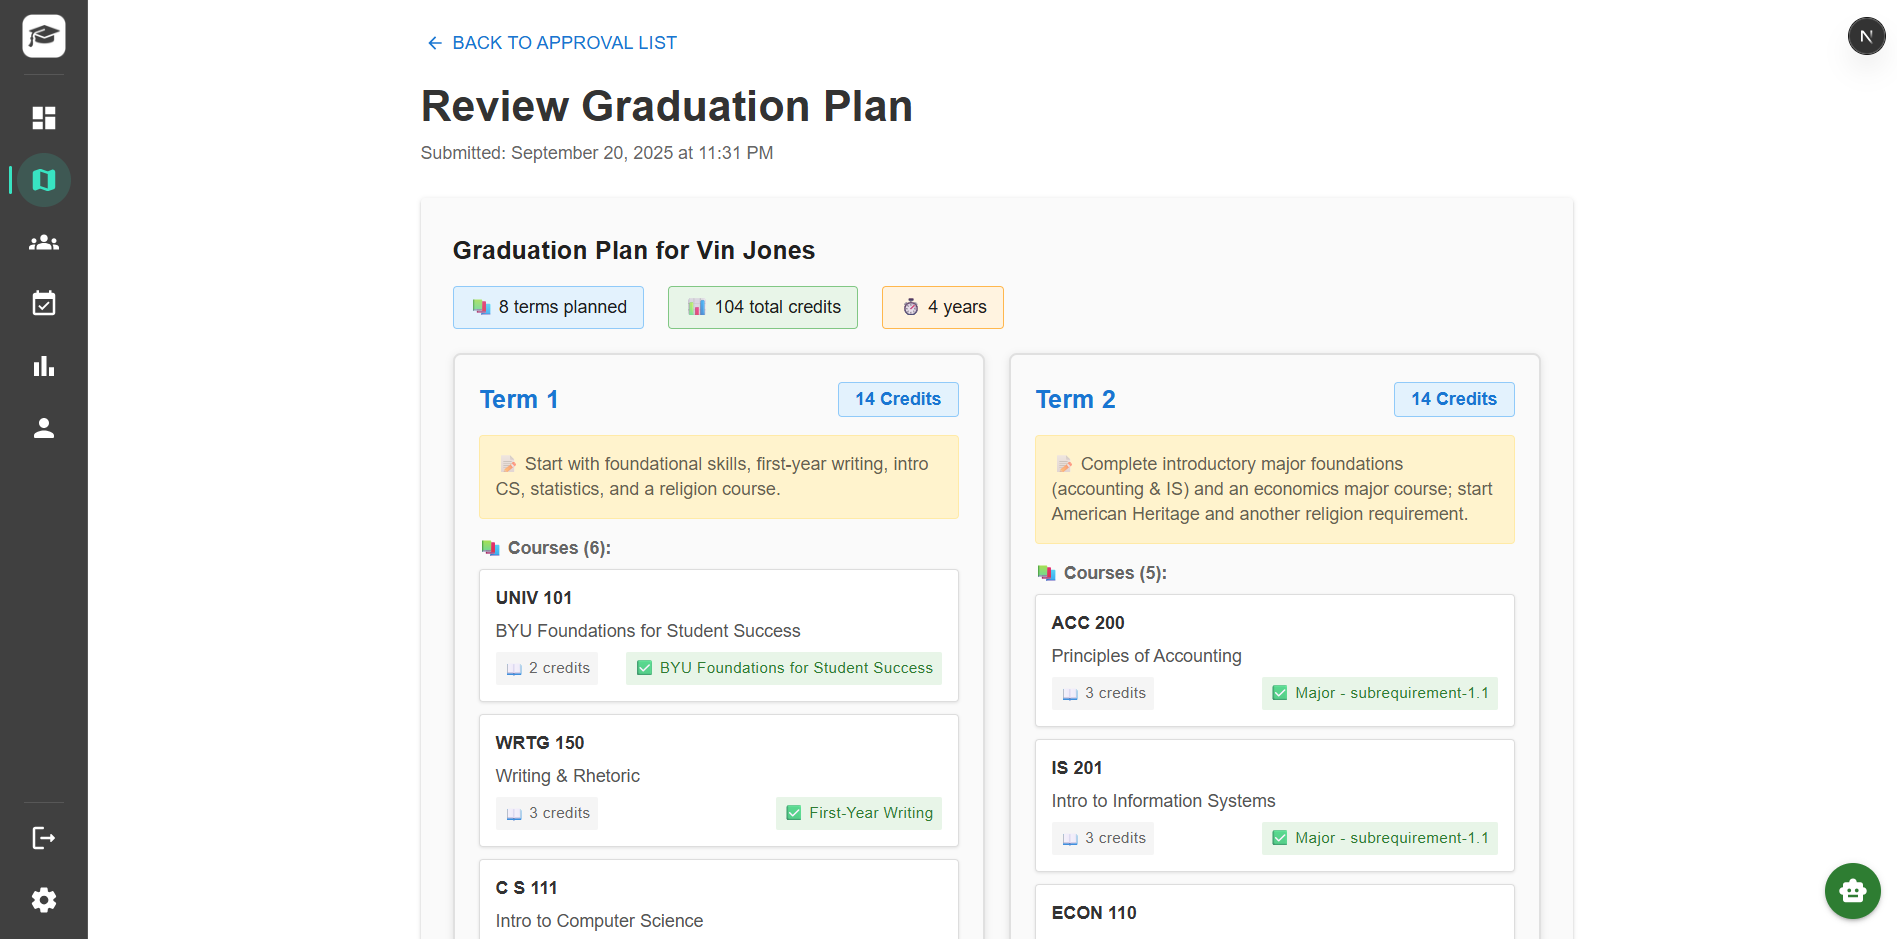 BACK TO APPROVAL LIST
N
Review Graduation Plan
Submitted: September 20, 2025 at 11:31 PM
Graduation Plan for Vin Jones
8 terms planned
104 total credits
4 years
Term 1
14 Credits
Start with foundational skills, first-year writing, intro
CS, statistics, and a religion course.
Courses (6):
UNIV 101
BYU Foundations for Student Success
2 credits
BYU Foundations for Student Success
WRTG 150
Writing & Rhetoric
3 credits
First-Year Writing
C S 111
Intro to Computer Science
Term 2
14 Credits
Complete introductory major foundations
(accounting & IS) and an economics major course; start
American Heritage and another religion requirement.
Courses (5):
ACC 200
Principles of Accounting
3 credits
Major - subrequirement-1.1
IS 201
Intro to Information Systems
3 credits
Major - subrequirement-1.1
ECON 110